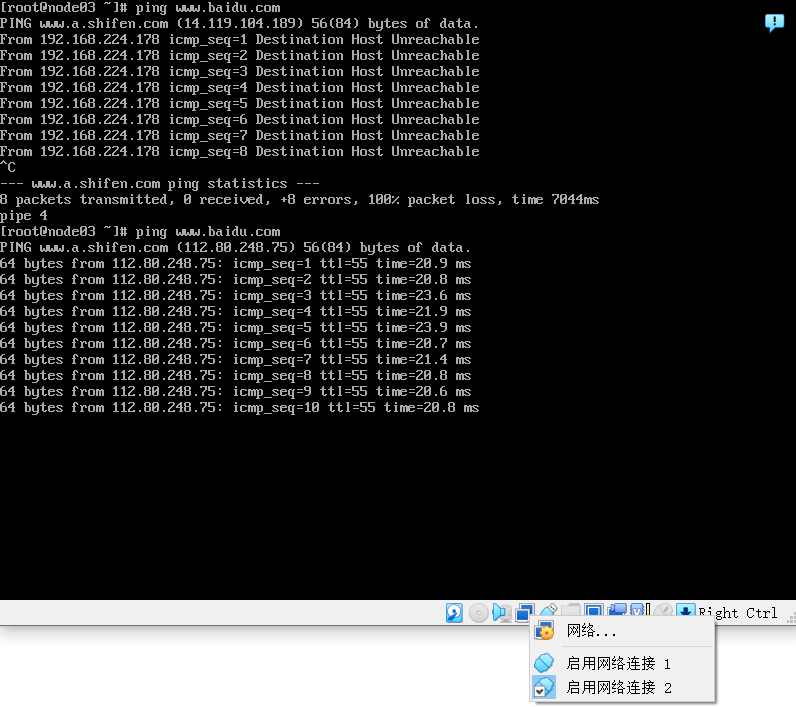 [root@node03 ~]# ping www.baidu.com
PING www.a.shifen.com (14.119.104.189) 56(84) bytes of data.
From 192.168.224.178 icmp_seq=1 Destination Host Unreachable
From 192.168.224.178 icmp_seq=2 Destination Host Unreachable
From 192.168.224.178 icmp_seq=3 Destination Host Unreachable
From 192.168.224.178 icmp_seq=4 Destination Host Unreachable
From 192.168.224.178 icmp_seq=5 Destination Host Unreachable
From 192.168.224.178 icmp_seq=6 Destination Host Unreachable
From 192.168.224.178 icmp_seq=7 Destination Host Unreachable
From 192.168.224.178 icmp_seq=8 Destination Host Unreachable
^C
--- www.a.shifen.com ping statistics ---
8 packets transmitted, 0 received, +8 errors, 100% packet loss, time 7044ms
pipe 4
[root@node03 ~]# ping www.baidu.com
PING www.a.shifen.com (112.80.248.75) 56(84) bytes of data.
64 bytes from 112.80.248.75: icmp_seq=1 ttl=55 time=20.9 ms
64 bytes from 112.80.248.75: icmp_seq=2 ttl=55 time=20.8 ms
64 bytes from 112.80.248.75: icmp_seq=3 ttl=55 time=23.6 ms
64 bytes from 112.80.248.75: icmp_seq=4 ttl=55 time=21.9 ms
64 bytes from 112.80.248.75: icmp_seq=5 ttl=55 time=23.9 ms
64 bytes from 112.80.248.75: icmp_seq=6 ttl=55 time=20.7 ms
64 bytes from 112.80.248.75: icmp_seq=7 ttl=55 time=21.4 ms
64 bytes from 112.80.248.75: icmp_seq=8 ttl=55 time=20.8 ms
64 bytes from 112.80.248.75: icmp_seq=9 ttl=55 time=20.6 ms
64 bytes from 112.80.248.75: icmp_seq=10 ttl=55 time=20.8 ms
Right Ctrl
网络...
启用网络连接 1
启用网络连接 2